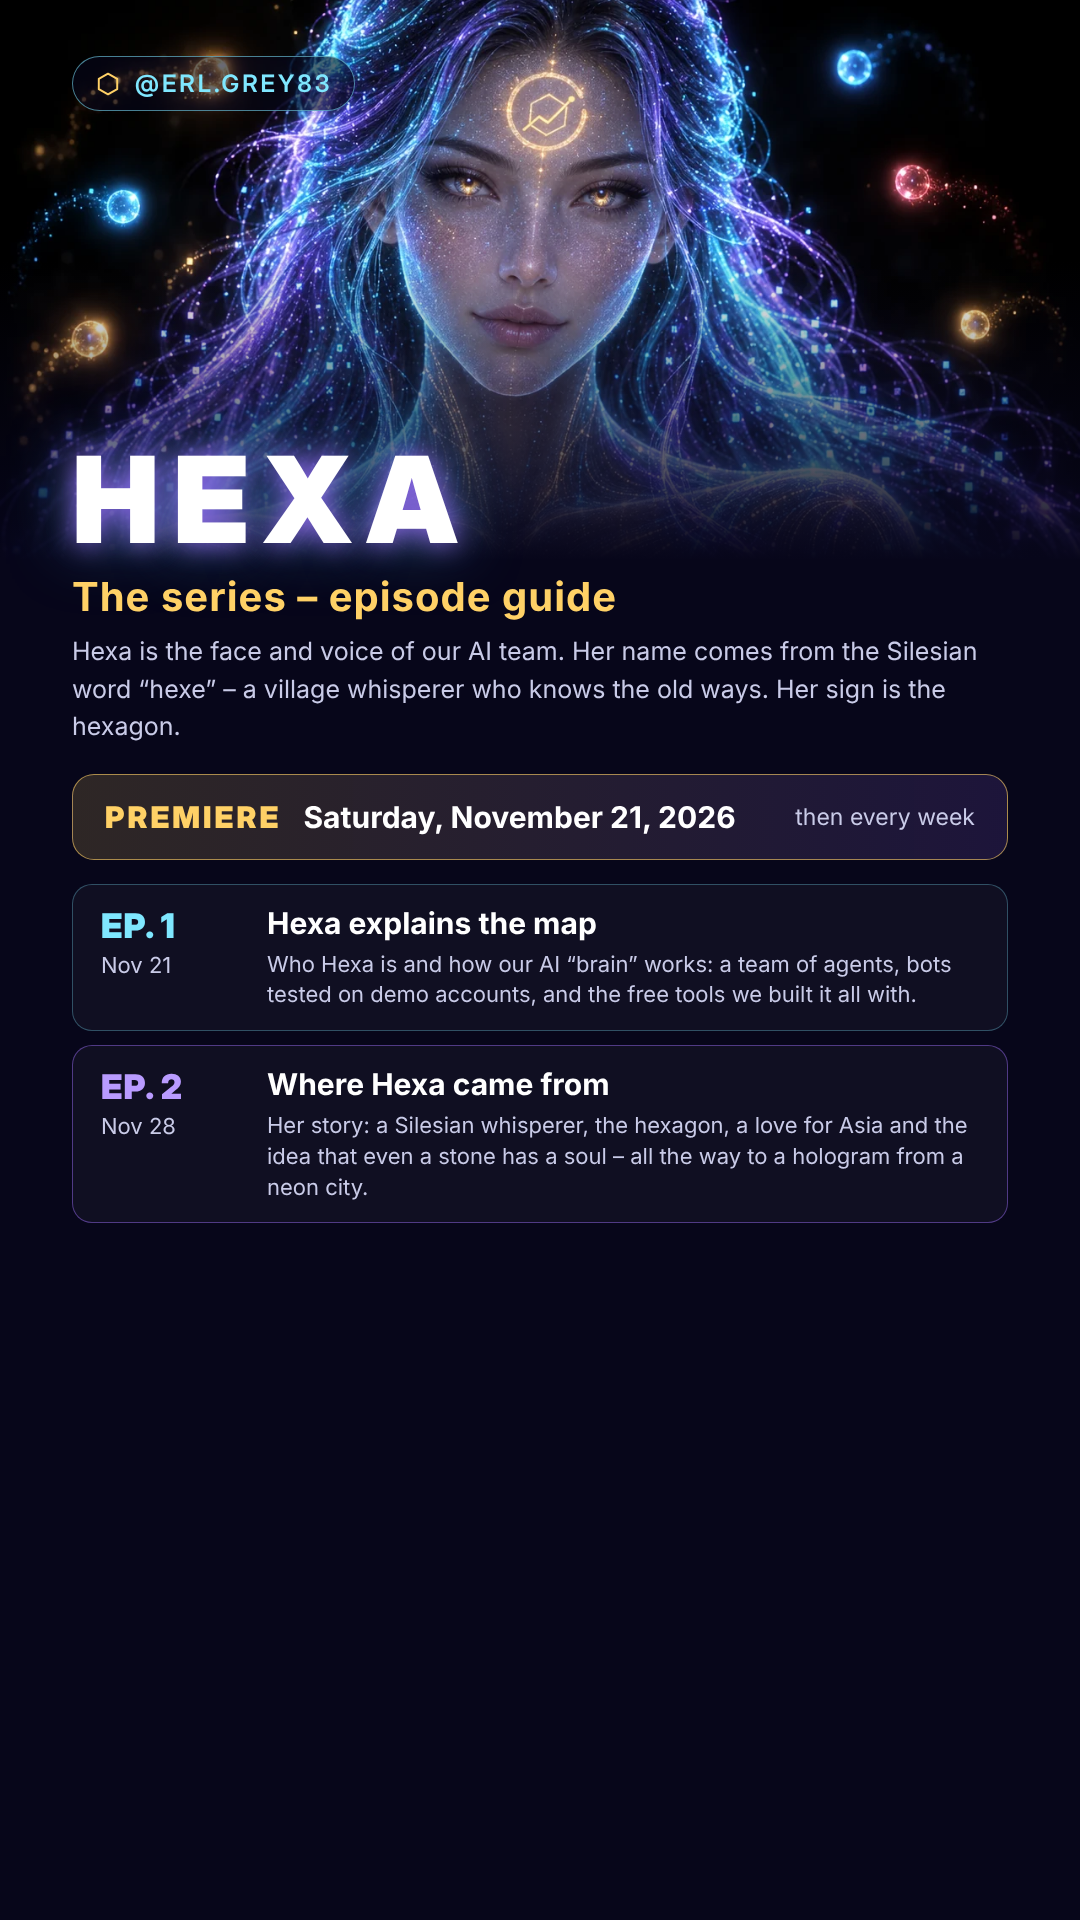 @ERL.GREY83
HEXA
The series – episode guide
Hexa is the face and voice of our AI team. Her name comes from the Silesian
word “hexe” – a village whisperer who knows the old ways. Her sign is the
hexagon.
PREMIERE Saturday, November 21, 2026 then every week
EP. 1
Nov 21
Hexa explains the map
Who Hexa is and how our AI “brain” works: a team of agents, bots
tested on demo accounts, and the free tools we built it all with.
EP. 2
Nov 28
Where Hexa came from
Her story: a Silesian whisperer, the hexagon, a love for Asia and the
idea that even a stone has a soul – all the way to a hologram from a
neon city.